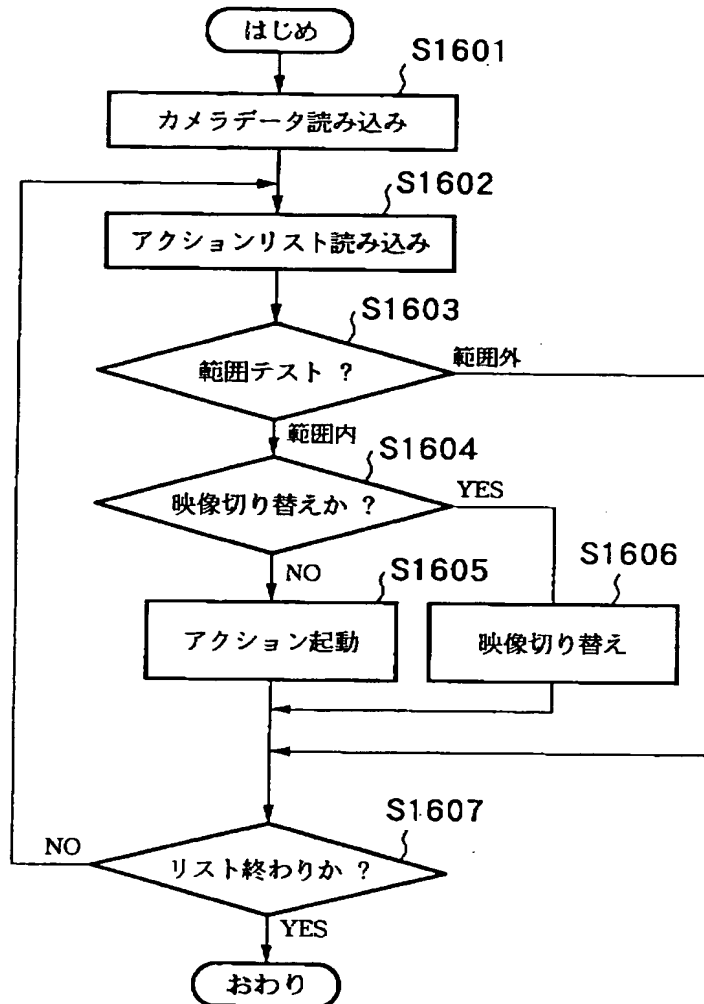 はじめ
S1601
カメラデータ読み込み
S1602
アクションリスト読み込み
S1603
範囲テスト ?
範囲外
範囲内
S1604
映像切り替えか ?
YES
NO
S1605
S1606
アクション起動
映像切り替え
S1607
NO
リスト終わりか ?
YES
おわり